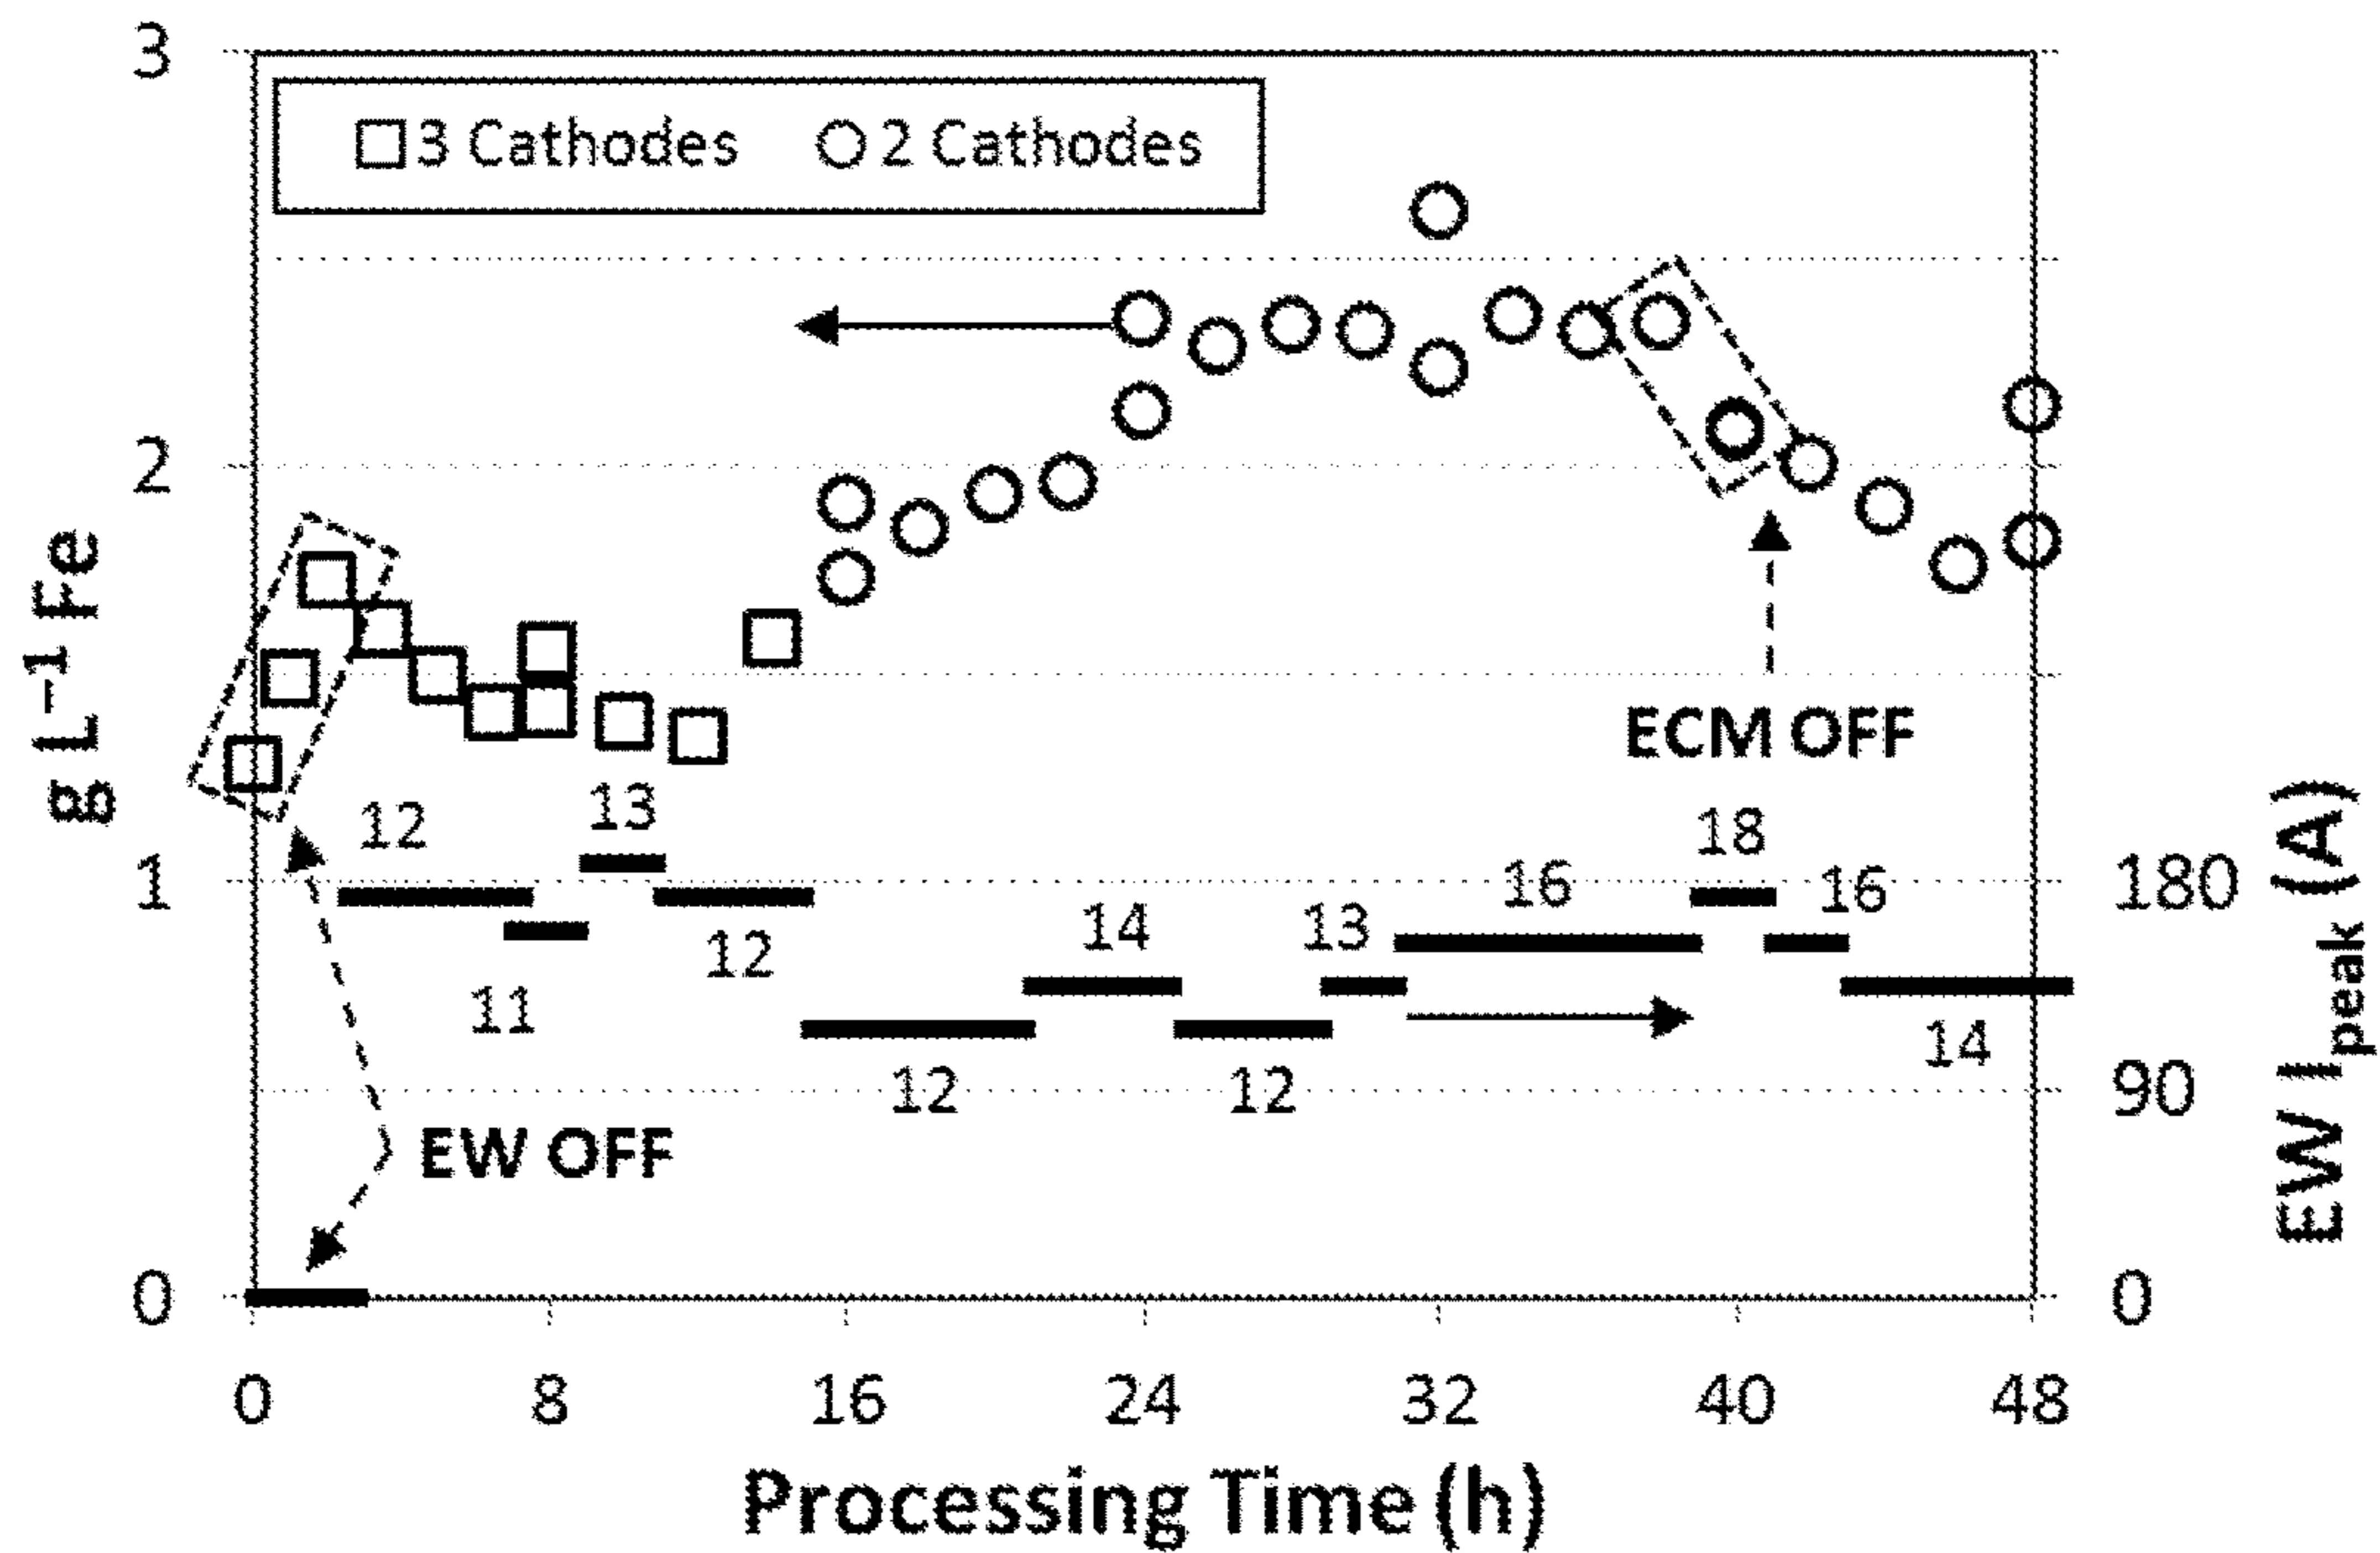 3
3 Cathodes 2 Cathodes
2
g L⁻¹ Fe
ECM OFF
13
12
18
1
16
16
180
14
13
12
11
EW I peak (A)
14
12
12
90
EW OFF
0
0
0 8 16 24 32 40 48
Processing Time (h)